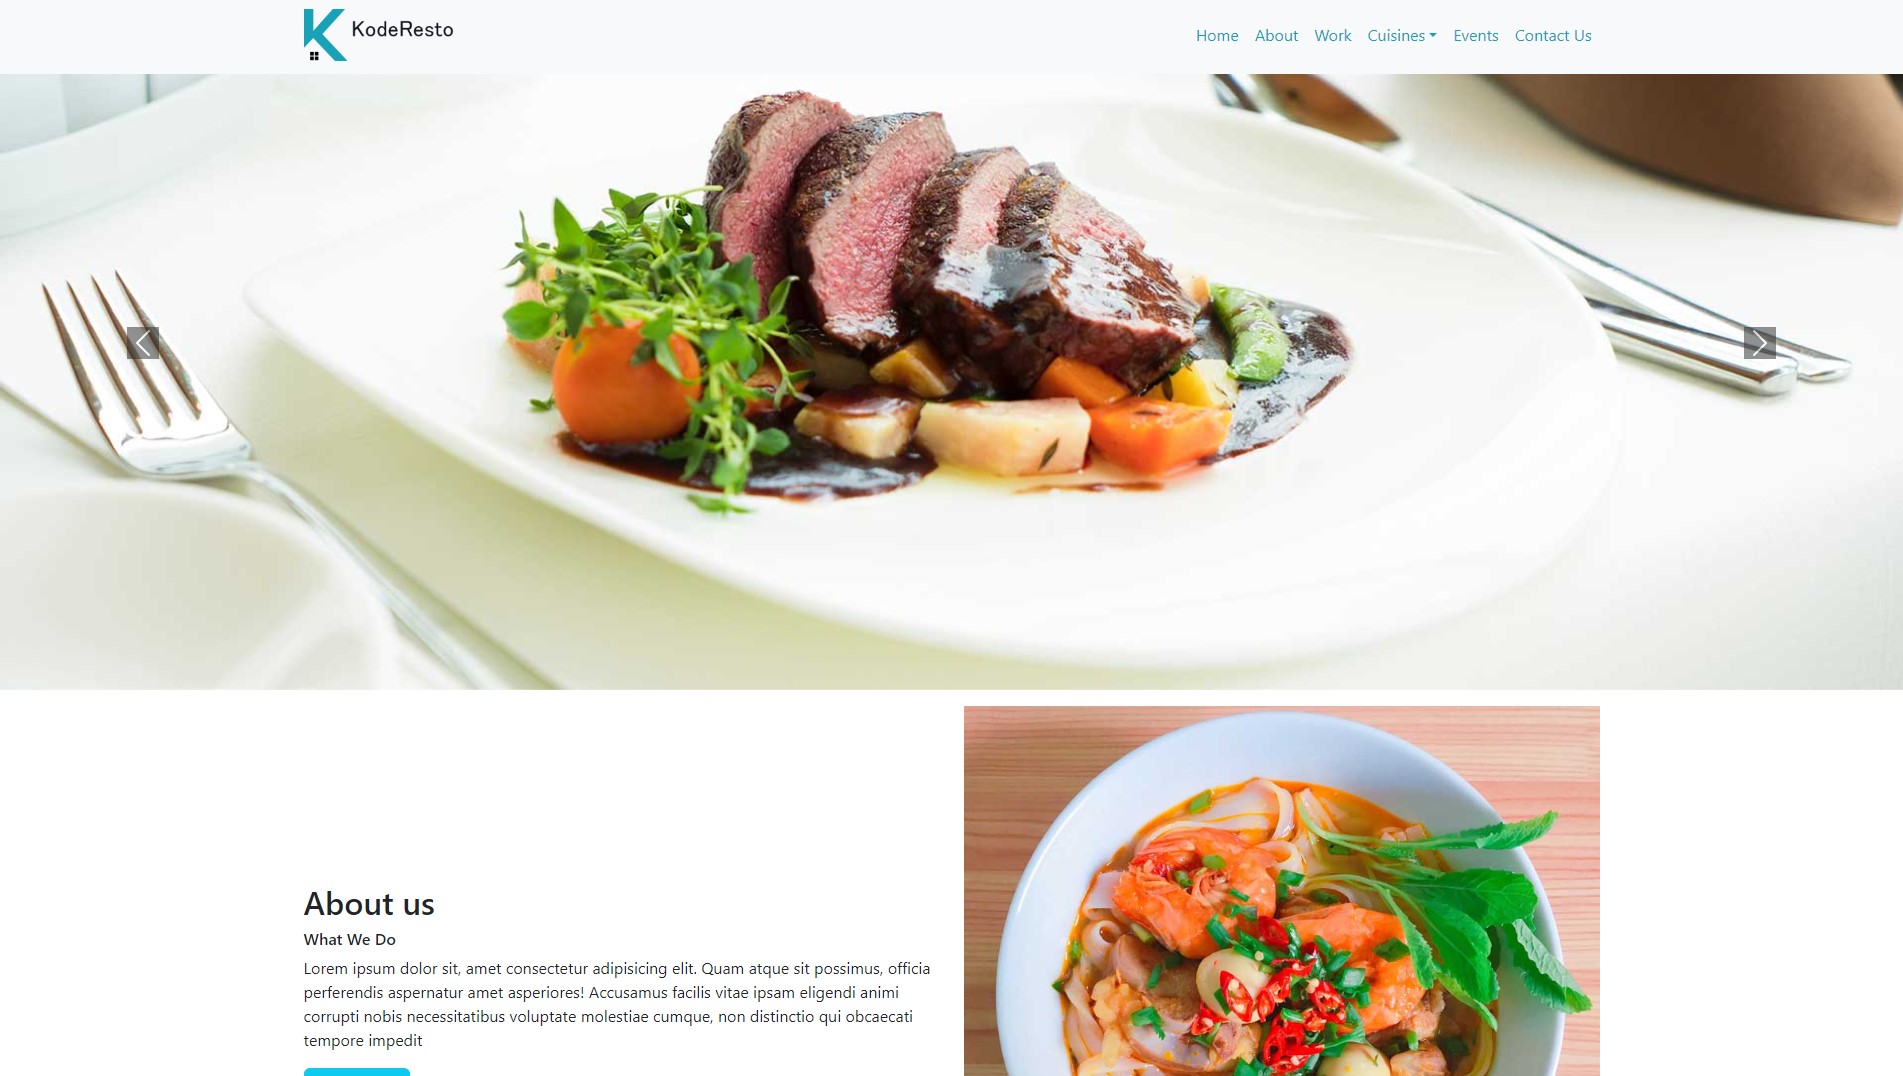 KodeResto
Home About Work Cuisines Events Contact Us
About us
What We Do
Lorem ipsum dolor sit, amet consectetur adipisicing elit. Quam atque sit possimus, officia
perferendis aspernatur amet asperiores! Accusamus facilis vitae ipsam eligendi animi
corrupti nobis necessitatibus voluptate molestiae cumque, non distinctio qui obcaecati
tempore impedit